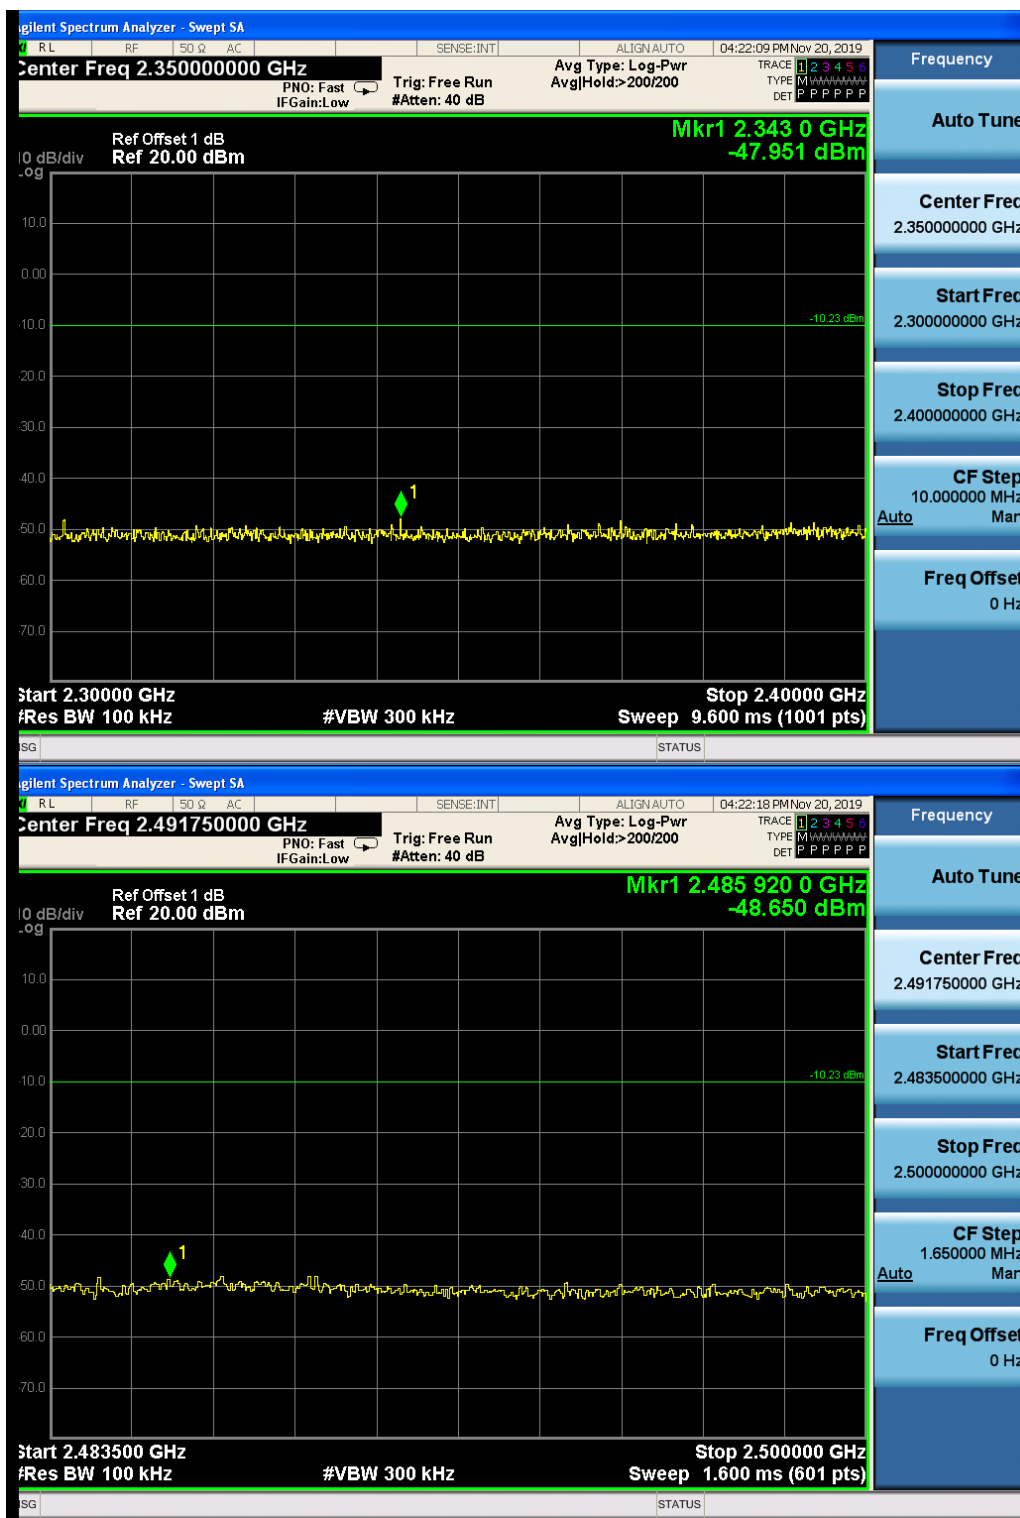 gilent Spectrum Analyzer - Swept SA
RL RF 50 Ω AC SENSE:INT ALIGN AUTO 04:22:09 PM Nov 20, 2019
Center Freq 2.350000000 GHz
PNO: Fast
IFGain:Low
Trig: Free Run
#Atten: 40 dB
Avg Type: Log-Pwr
Avg|Hold:>200/200
TRACE 1 2 3 4 5 6
TYPE M WWWWW
DET P P P P P P
Frequency
Auto Tune
Center Freq
2.350000000 GHz
Start Freq
2.300000000 GHz
Stop Freq
2.400000000 GHz
CF Step
10.000000 MHz
Auto Man
Freq Offset
0 Hz
Mkr1 2.343 0 GHz
-47.951 dBm
Ref Offset 1 dB
10 dB/div Ref 20.00 dBm
Log
10.0
0.00
-10.0
-10.23 dBm
-20.0
-30.0
-40.0
1
-50.0
-60.0
-70.0
Start 2.30000 GHz Stop 2.40000 GHz
#Res BW 100 kHz #VBW 300 kHz Sweep 9.600 ms (1001 pts)
SG STATUS
gilent Spectrum Analyzer - Swept SA
RL RF 50 Ω AC SENSE:INT ALIGN AUTO 04:22:18 PM Nov 20, 2019
Center Freq 2.491750000 GHz
PNO: Fast
IFGain:Low
Trig: Free Run
#Atten: 40 dB
Avg Type: Log-Pwr
Avg|Hold:>200/200
TRACE 1 2 3 4 5 6
TYPE M WWWWW
DET P P P P P P
Frequency
Auto Tune
Center Freq
2.491750000 GHz
Start Freq
2.483500000 GHz
Stop Freq
2.500000000 GHz
CF Step
1.650000 MHz
Auto Man
Freq Offset
0 Hz
Mkr1 2.485 920 0 GHz
-48.650 dBm
Ref Offset 1 dB
10 dB/div Ref 20.00 dBm
Log
10.0
0.00
-10.0
-10.23 dBm
-20.0
-30.0
-40.0
1
-50.0
-60.0
-70.0
Start 2.483500 GHz Stop 2.500000 GHz
#Res BW 100 kHz #VBW 300 kHz Sweep 1.600 ms (601 pts)
SG STATUS